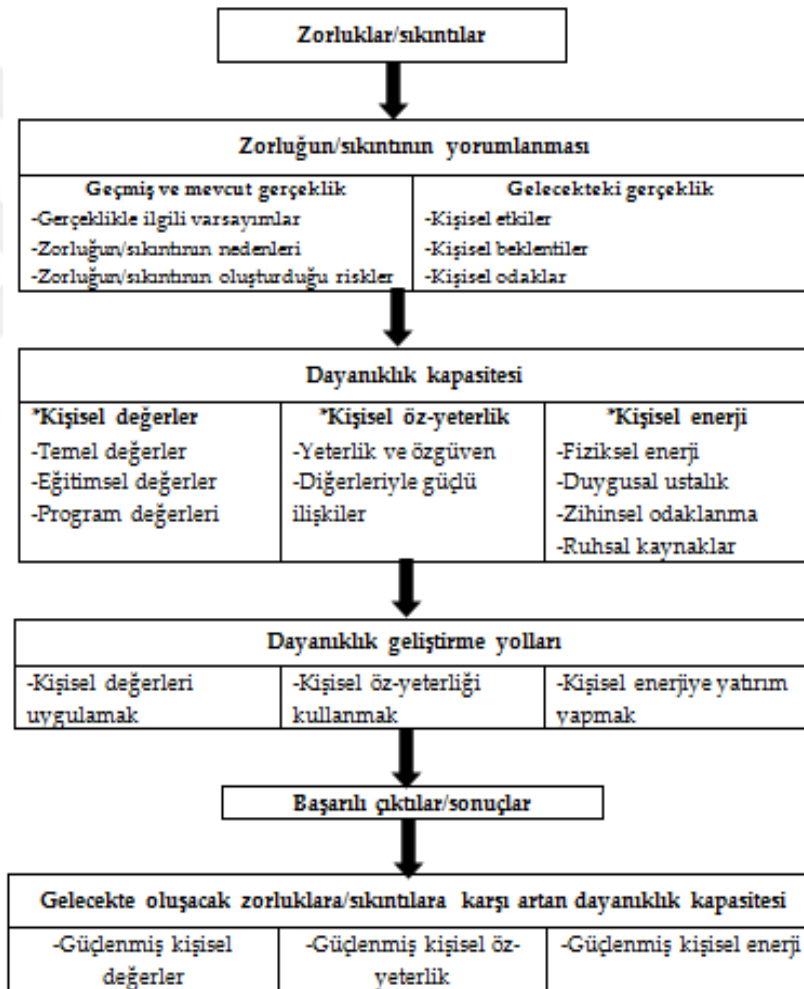 Zorluklar/sıkıntılar
Zorluğun/sıkıntının yorumlanması
Geçmiş ve mevcut gerçeklik
-Gerçeklikle ilgili varsayımlar
-Zorluğun/sıkıntının nedenleri
-Zorluğun/sıkıntının oluşturduğu riskler
Gelecekteki gerçeklik
-Kişisel etkiler
-Kişisel beklentiler
-Kişisel odaklar
Dayanıklık kapasitesi
*Kişisel değerler
-Temel değerler
-Eğitimsel değerler
-Program değerleri
*Kişisel öz-yeterlik
-Yeterlik ve özgüven
-Diğerleriyle güçlü
ilişkiler
*Kişisel enerji
-Fiziksel enerji
-Duygusal ustalık
-Zihinsel odaklanma
-Ruhsal kaynaklar
Dayanıklık geliştirme yolları
-Kişisel değerleri
uygulamak
-Kişisel öz-yeterliği
kullanmak
-Kişisel enerjiye yatırım
yapmak
Başarılı çıktılar/sonuçlar
Gelecekte oluşacak zorluklara/sıkıntılara karşı artan dayanıklık kapasitesi
-Güçlenmiş kişisel
değerler
-Güçlenmiş kişisel öz-
yeterlik
-Güçlenmiş kişisel enerji